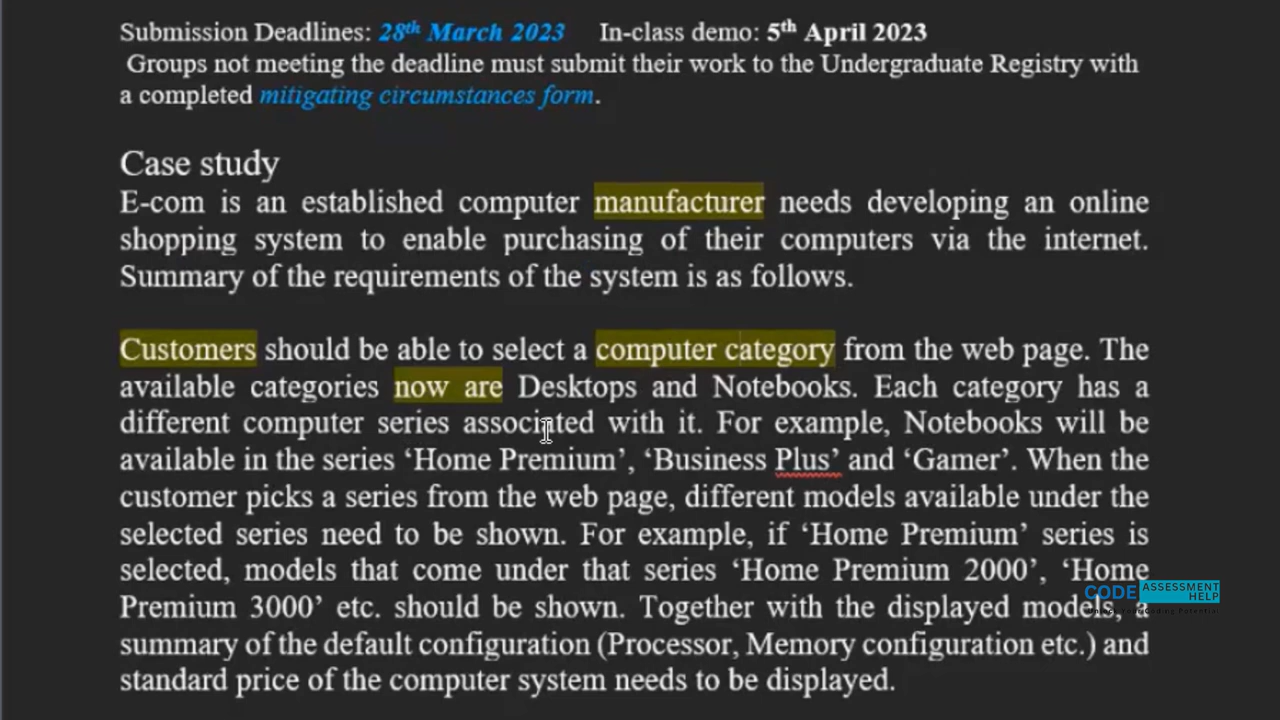 Submission Deadlines: 28th March 2023 In-class demo: 5th April 2023
Groups not meeting the deadline must submit their work to the Undergraduate Registry with
a completed mitigating circumstances form.
Case study
E-com is an established computer manufacturer needs developing an online
shopping system to enable purchasing of their computers via the internet.
Summary of the requirements of the system is as follows.
Customers should be able to select a computer category from the web page. The
available categories now are Desktops and Notebooks. Each category has a
different computer series associated with it. For example, Notebooks will be
available in the series ‘Home Premium’, ‘Business Plus’ and ‘Gamer’. When the
customer picks a series from the web page, different models available under the
selected series need to be shown. For example, if ‘Home Premium’ series is
selected, models that come under that series ‘Home Premium 2000’, ‘Home
Premium 3000’ etc. should be shown. Together with the displayed models, a
summary of the default configuration (Processor, Memory configuration etc.) and
standard price of the computer system needs to be displayed.
CODE ASSESSMENT HELP
Unlock Your Coding Potential